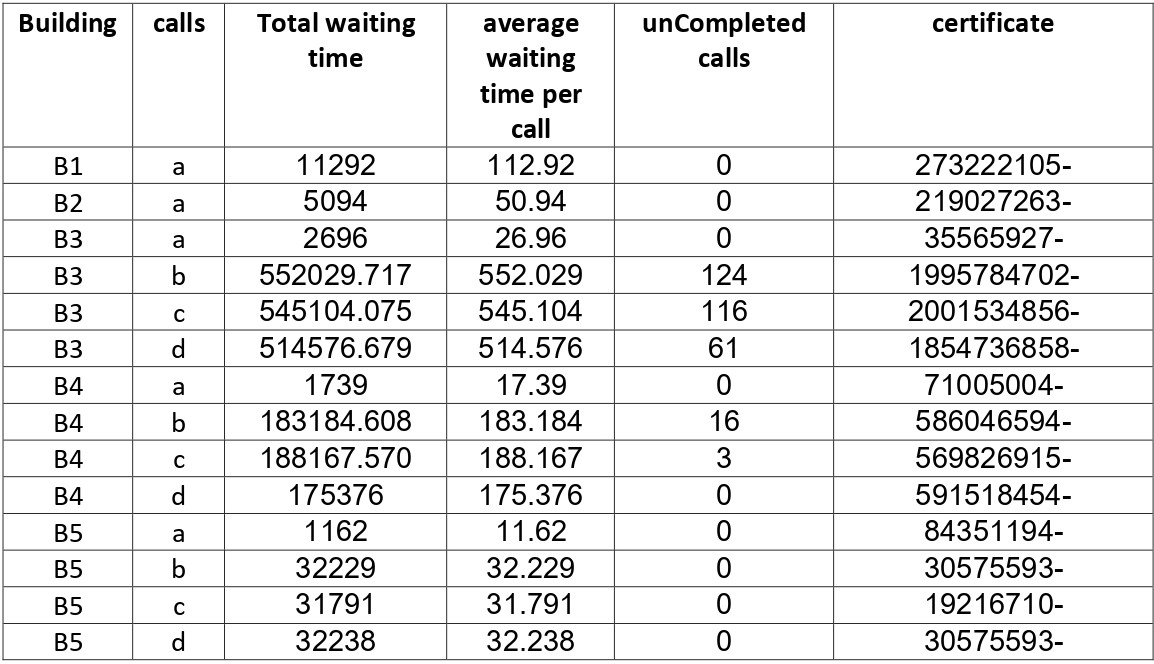 Building calls Total waiting time average waiting time per call unCompleted calls certificate
B1 a 11292 112.92 0 273222105-
B2 a 5094 50.94 0 219027263-
B3 a 2696 26.96 0 35565927-
B3 b 552029.717 552.029 124 1995784702-
B3 c 545104.075 545.104 116 2001534856-
B3 d 514576.679 514.576 61 1854736858-
B4 a 1739 17.39 0 71005004-
B4 b 183184.608 183.184 16 586046594-
B4 c 188167.570 188.167 3 569826915-
B4 d 175376 175.376 0 591518454-
B5 a 1162 11.62 0 84351194-
B5 b 32229 32.229 0 30575593-
B5 c 31791 31.791 0 19216710-
B5 d 32238 32.238 0 30575593-